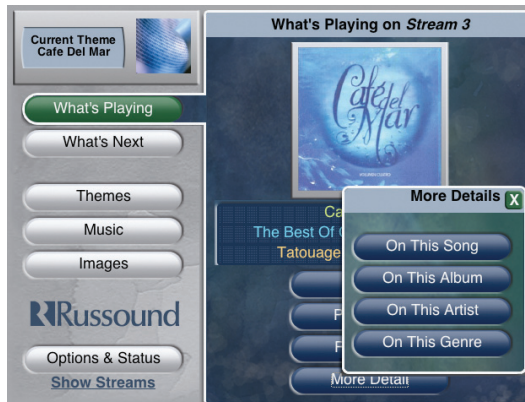 Current Theme
Cafe Del Mar
What's Playing
What's Next
Themes
Music
Images
Russound
Options & Status
Show Streams
What's Playing on Stream 3
Café del Mar
Ca
The Best Of
Tatouage
P
More Detail
More Details X
On This Song
On This Album
On This Artist
On This Genre